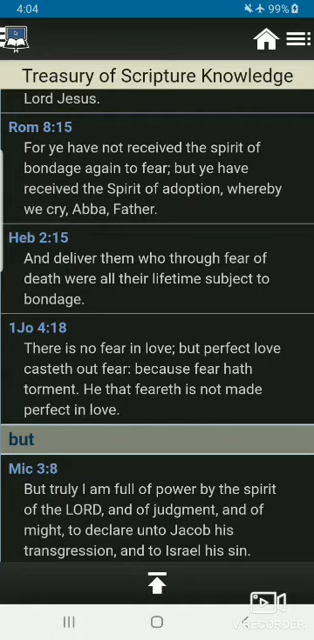 4:04
99%
Treasury of Scripture Knowledge
Lord Jesus.
Rom 8:15
For ye have not received the spirit of
bondage again to fear; but ye have
received the Spirit of adoption, whereby
we cry, Abba, Father.
Heb 2:15
And deliver them who through fear of
death were all their lifetime subject to
bondage.
1Jo 4:18
There is no fear in love; but perfect love
casteth out fear: because fear hath
torment. He that feareth is not made
perfect in love.
but
Mic 3:8
But truly I am full of power by the spirit
of the LORD, and of judgment, and of
might, to declare unto Jacob his
transgression, and to Israel his sin.
VRECORDER